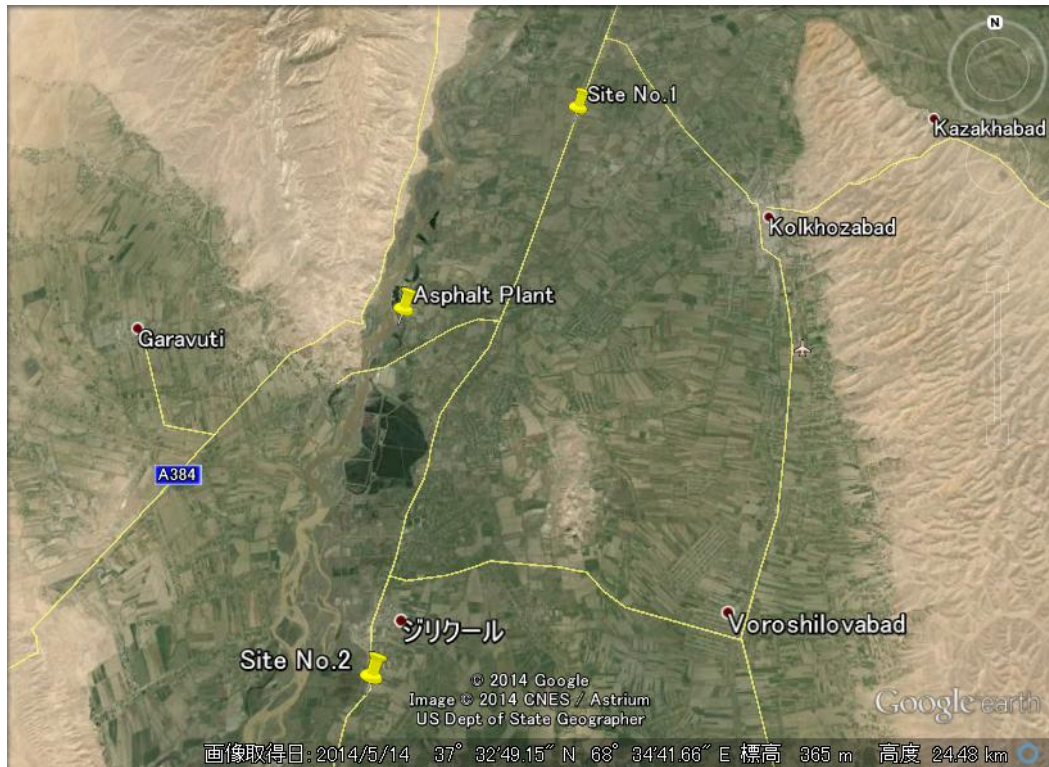 N
Site No.1
Kazakhabad
Kolkhozabad
Asphalt Plant
Garavuti
A384
Voroshilovabad
ジリクール
Site No.2
© 2014 Google
Image © 2014 CNES / Astrium
US Dept of State Geographer
Google earth
画像取得日: 2014/5/14 37° 32'49.15" N 68° 34'41.66" E 標高 365 m 高度 24.48 km